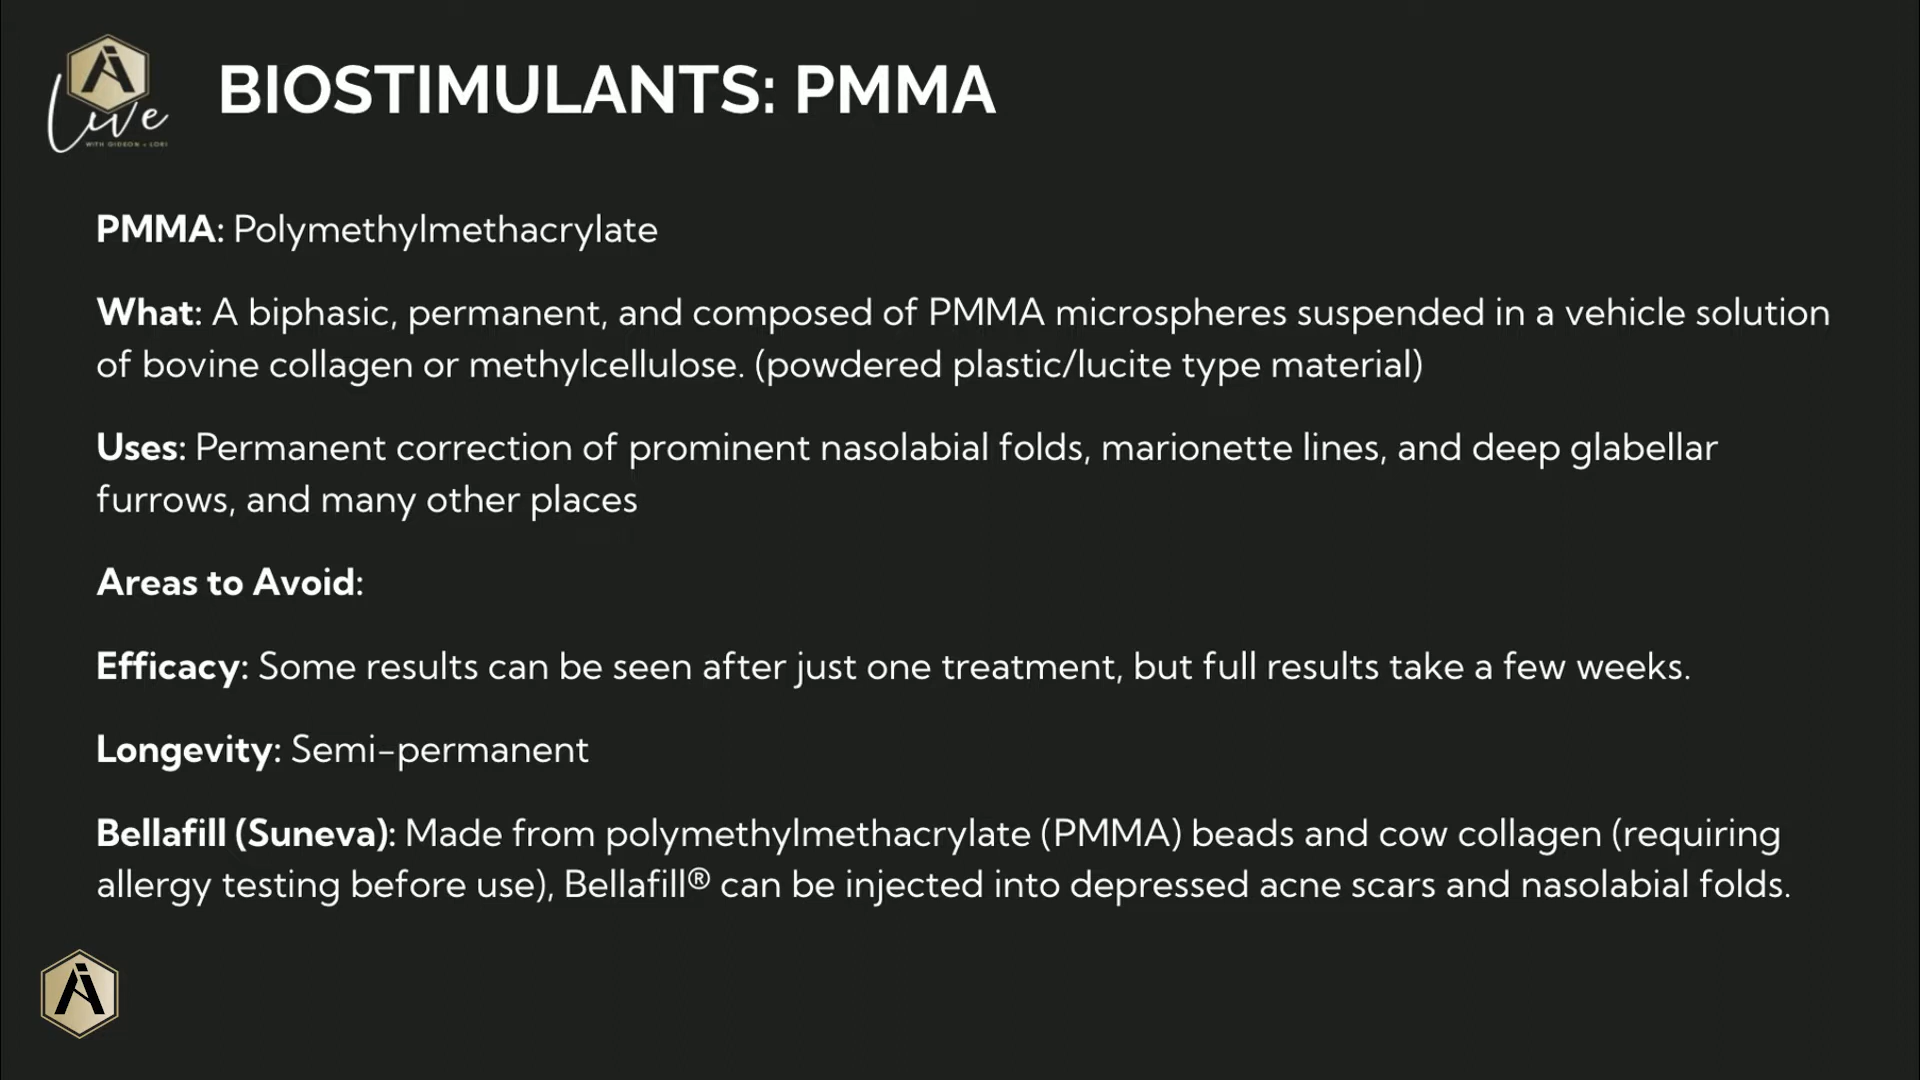 Live
WITH GIDEON + LORI
BIOSTIMULANTS: PMMA
PMMA: Polymethylmethacrylate
What: A biphasic, permanent, and composed of PMMA microspheres suspended in a vehicle solution
of bovine collagen or methylcellulose. (powdered plastic/lucite type material)
Uses: Permanent correction of prominent nasolabial folds, marionette lines, and deep glabellar
furrows, and many other places
Areas to Avoid:
Efficacy: Some results can be seen after just one treatment, but full results take a few weeks.
Longevity: Semi-permanent
Bellafill (Suneva): Made from polymethylmethacrylate (PMMA) beads and cow collagen (requiring
allergy testing before use), Bellafill® can be injected into depressed acne scars and nasolabial folds.